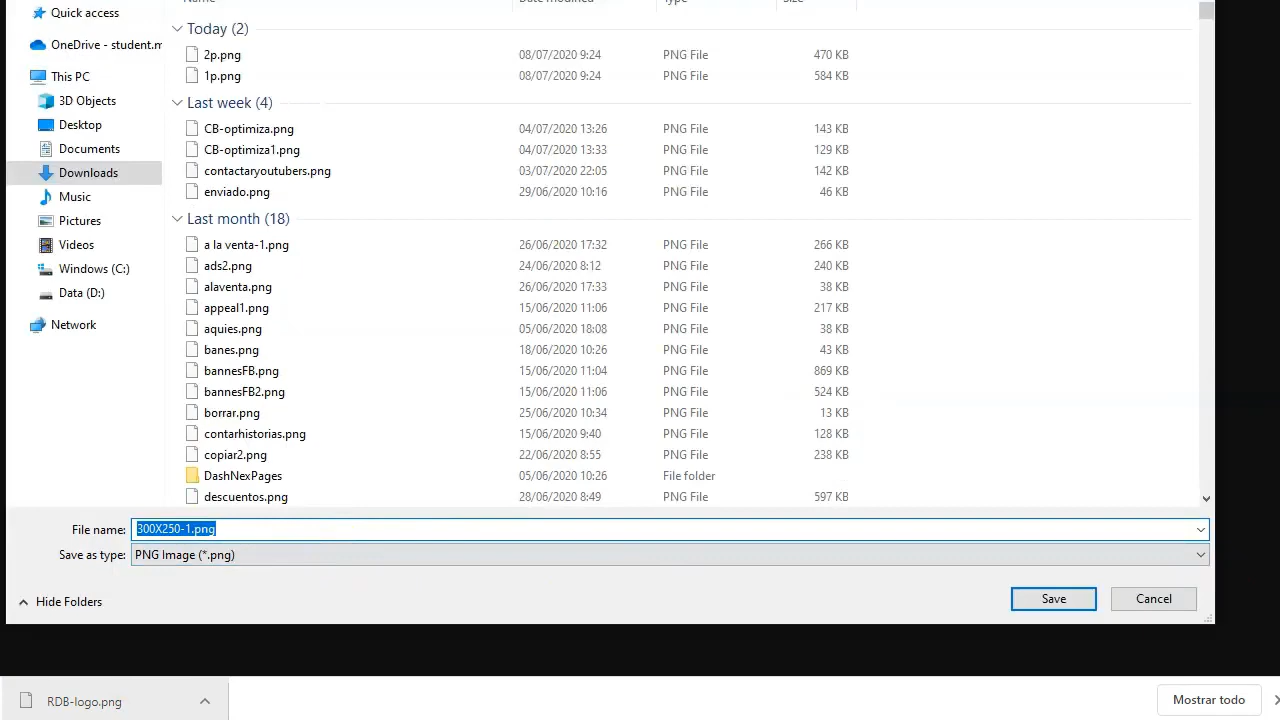 Quick access
OneDrive - student.m
This PC
3D Objects
Desktop
Documents
Downloads
Music
Pictures
Videos
Windows (C:)
Data (D:)
Network
Name Date modified Type Size
Today (2)
2p.png 08/07/2020 9:24 PNG File 470 KB
1p.png 08/07/2020 9:24 PNG File 584 KB
Last week (4)
CB-optimiza.png 04/07/2020 13:26 PNG File 143 KB
CB-optimiza1.png 04/07/2020 13:33 PNG File 129 KB
contactaryoutubers.png 03/07/2020 22:05 PNG File 142 KB
enviado.png 29/06/2020 10:16 PNG File 46 KB
Last month (18)
a la venta-1.png 26/06/2020 17:32 PNG File 266 KB
ads2.png 24/06/2020 8:12 PNG File 240 KB
alaventa.png 26/06/2020 17:33 PNG File 38 KB
appeal1.png 15/06/2020 11:06 PNG File 217 KB
aquies.png 05/06/2020 18:08 PNG File 38 KB
banes.png 18/06/2020 10:26 PNG File 43 KB
bannesFB.png 15/06/2020 11:04 PNG File 869 KB
bannesFB2.png 15/06/2020 11:06 PNG File 524 KB
borrar.png 25/06/2020 10:34 PNG File 13 KB
contarhistorias.png 15/06/2020 9:40 PNG File 128 KB
copiar2.png 22/06/2020 8:55 PNG File 238 KB
DashNexPages 05/06/2020 10:26 File folder
descuentos.png 28/06/2020 8:49 PNG File 597 KB
File name: 300X250-1.png
Save as type: PNG Image (*.png)
Hide Folders
Save
Cancel
RDB-logo.png
Mostrar todo